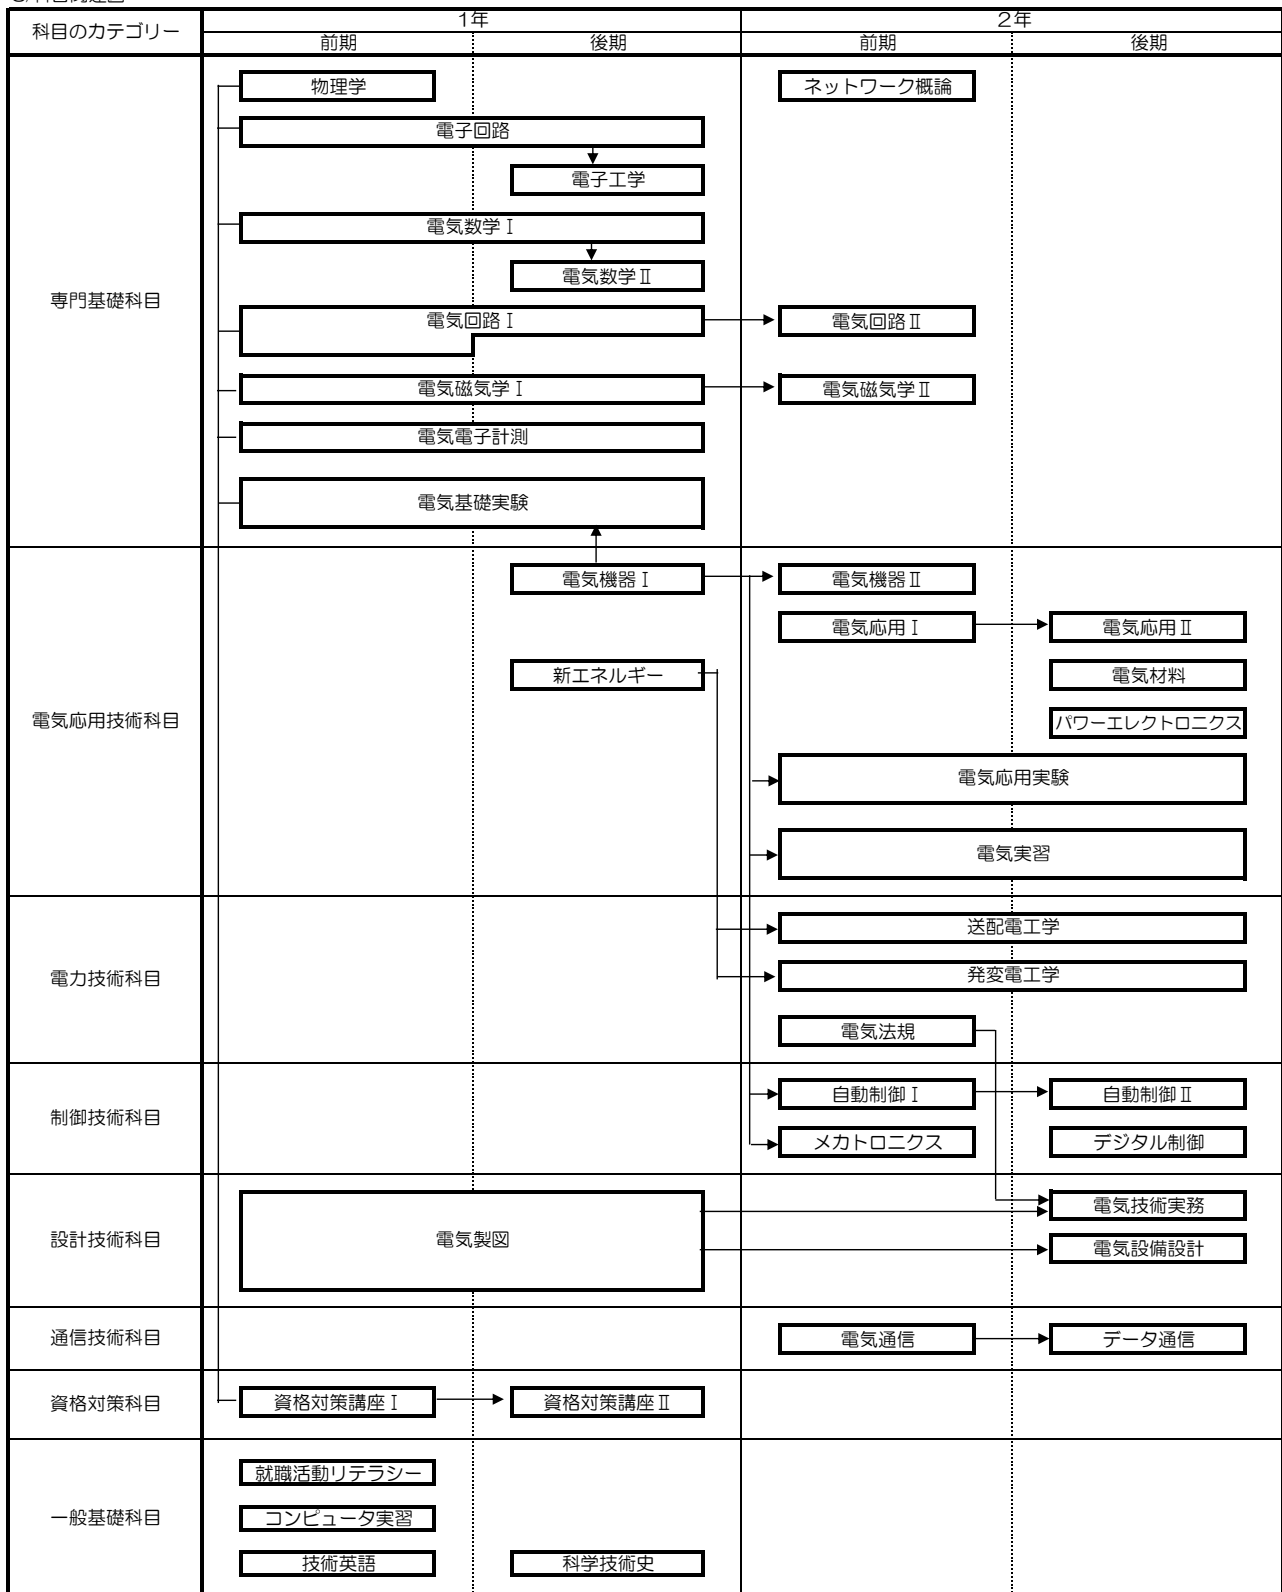 科目のカテゴリー
1年
2年
前期
後期
前期
後期
専門基礎科目
物理学
ネットワーク概論
電子回路
電子工学
電気数学Ⅰ
電気数学Ⅱ
電気回路Ⅰ
電気回路Ⅱ
電気磁気学Ⅰ
電気磁気学Ⅱ
電気電子計測
電気基礎実験
電気応用技術科目
電気機器Ⅰ
電気機器Ⅱ
電気応用Ⅰ
電気応用Ⅱ
新エネルギー
電気材料
パワーエレクトロニクス
電気応用実験
電気実習
電力技術科目
送配電工学
発変電工学
電気法規
制御技術科目
自動制御Ⅰ
自動制御Ⅱ
メカトロニクス
デジタル制御
設計技術科目
電気製図
電気技術実務
電気設備設計
通信技術科目
電気通信
データ通信
資格対策科目
資格対策講座Ⅰ
資格対策講座Ⅱ
一般基礎科目
就職活動リテラシー
コンピュータ実習
技術英語
科学技術史